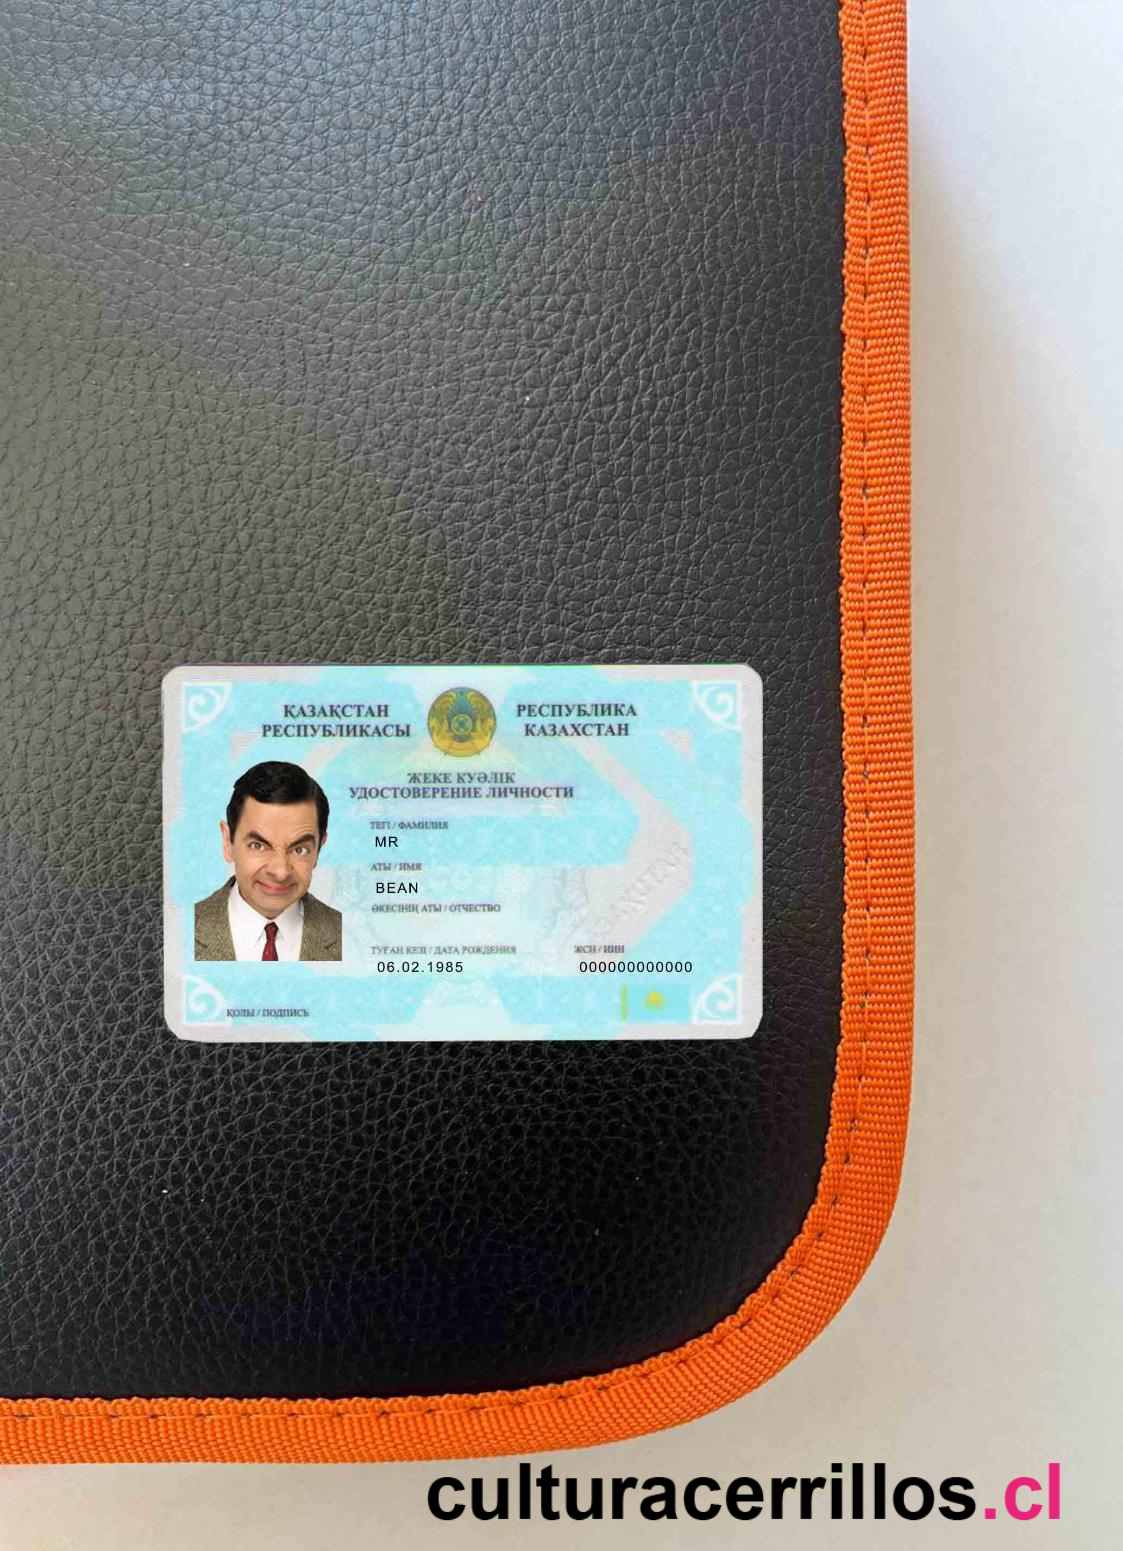 ҚАЗАҚСТАН
РЕСПУБЛИКАСЫ
РЕСПУБЛИКА
КАЗАХСТАН
ЖЕКЕ КУӘЛІК
УДОСТОВЕРЕНИЕ ЛИЧНОСТИ
ТЕГІ / ФАМИЛИЯ
MR
АТЫ / ИМЯ
BEAN
ӘКЕСІНІҢ АТЫ / ОТЧЕСТВО
ТУҒАН КЕЗІ / ДАТА РОЖДЕНИЯ
ЖСН / ИИН
06.02.1985
000000000000
ҚОЛЫ / ПОДПИСЬ
culturacerrillos.cl